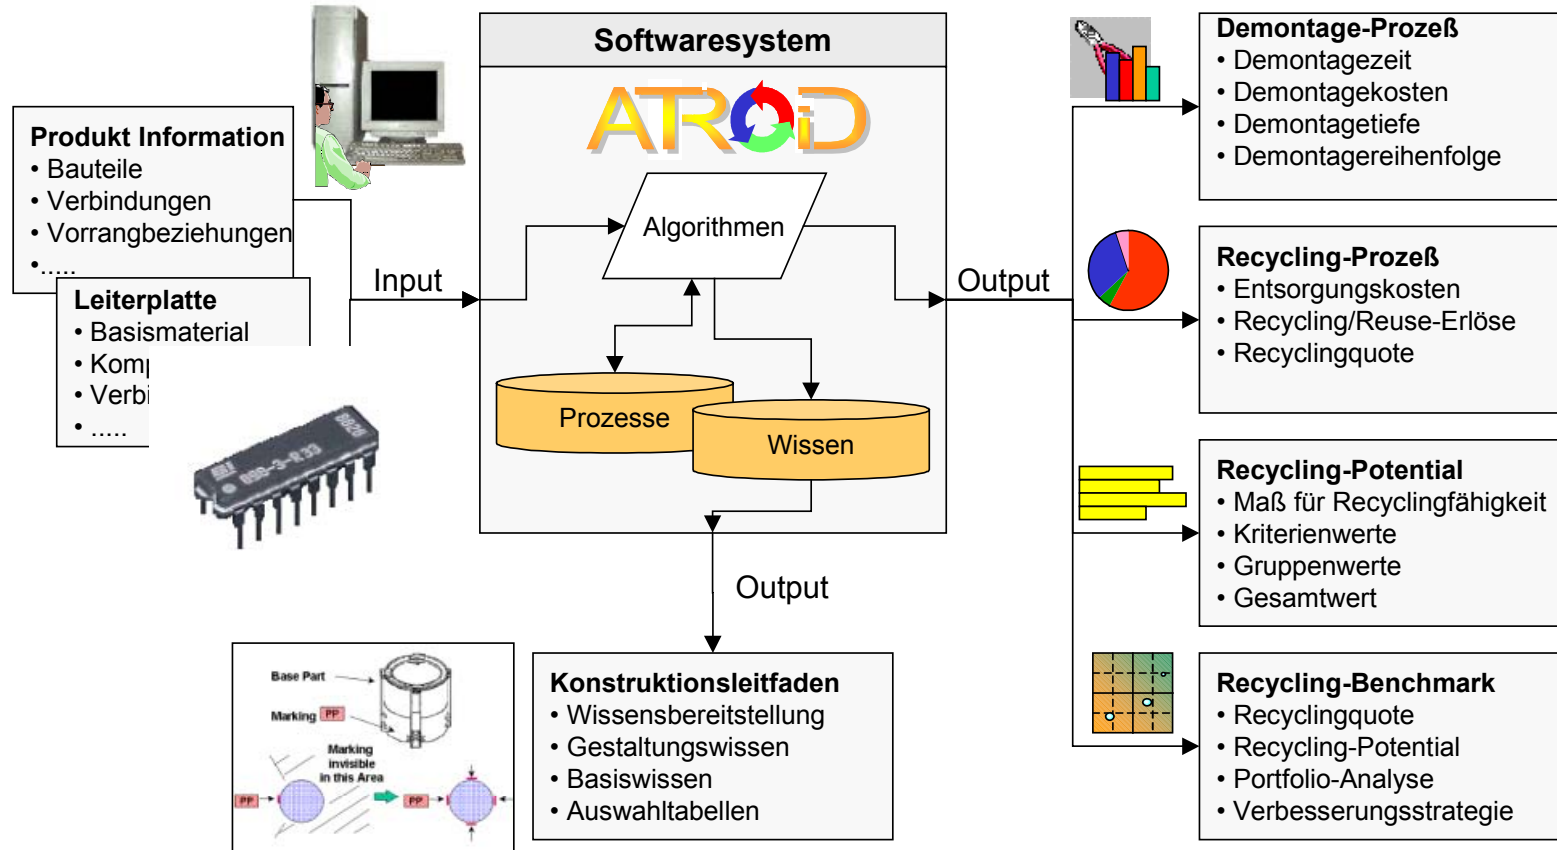 Softwaresystem
ATROiD
Produkt Information
• Bauteile
• Verbindungen
• Vorrangbeziehungen
•.....
Leiterplatte
• Basismaterial
• Kom
• Verbi
• .....
Input
Algorithmen
Prozesse
Wissen
Output
Output
Demontage-Prozeß
• Demontagezeit
• Demontagekosten
• Demontagetiefe
• Demontagereihenfolge
Recycling-Prozeß
• Entsorgungskosten
• Recycling/Reuse-Erlöse
• Recyclingquote
Recycling-Potential
• Maß für Recyclingfähigkeit
• Kriterienwerte
• Gruppenwerte
• Gesamtwert
Recycling-Benchmark
• Recyclingquote
• Recycling-Potential
• Portfolio-Analyse
• Verbesserungsstrategie
Konstruktionsleitfaden
• Wissensbereitstellung
• Gestaltungswissen
• Basiswissen
• Auswahltabellen
Base Part
Marking PP
Marking
invisible
in this Area
PP
PP